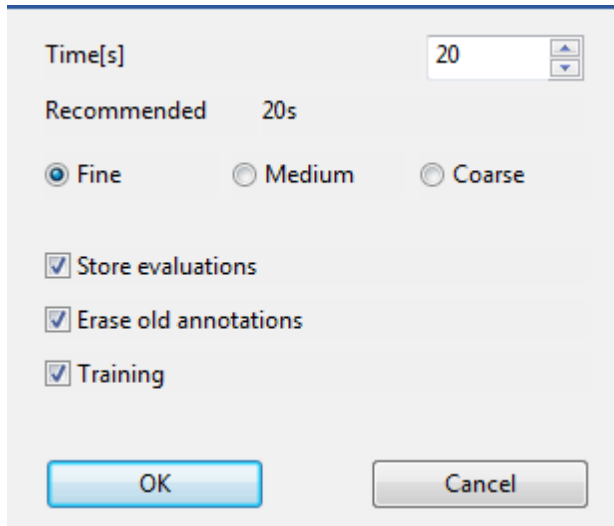 Time[s] 20
Recommended 20s
Fine Medium Coarse
Store evaluations
Erase old annotations
Training
OK Cancel